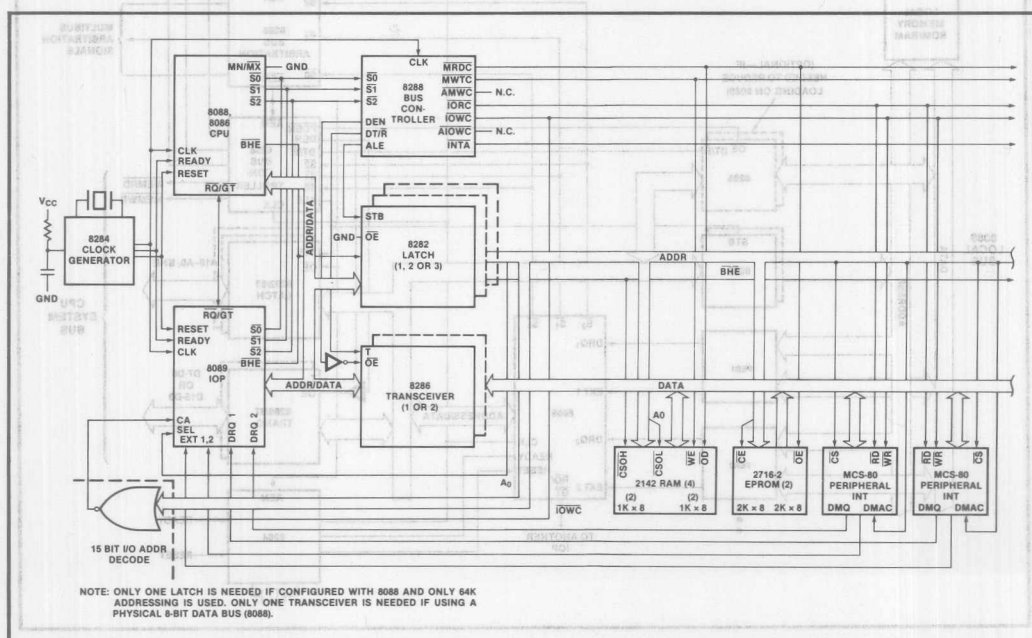 MN/MX
GND
S0
S1
S2
8088,
8086
CPU
BHE
CLK
READY
RESET
RQ/GT
CLK
S0
S1
S2
8288
BUS
CON-
TROLLER
DEN
DT/R
ALE
MRDC
MWTC
AMWC
N.C.
IORC
IOWC
AIOWC
N.C.
INTA
VCC
8284
CLOCK
GENERATOR
GND
ADDR/DATA
STB
GND
OE
8282
LATCH
(1, 2 OR 3)
ADDR
BHE
RQ/GT
RESET
READY
CLK
S0
S1
S2
BHE
8089
IOP
ADDR/DATA
T
OE
8286
TRANSCEIVER
(1 OR 2)
DATA
CA
SEL
EXT 1,2
DRQ 1
DRQ 2
A0
A0
IOWC
15 BIT I/O ADDR
DECODE
CSOH
CSOL
WE
OD
2142 RAM (4)
(2)
1K × 8
(2)
1K × 8
CE
OE
2716-2
EPROM (2)
2K × 8
2K × 8
CS
RD
WR
MCS-80
PERIPHERAL
INT
DMQ
DMAC
RD
WR
CS
MCS-80
PERIPHERAL
INT
DMQ
DMAC
NOTE: ONLY ONE LATCH IS NEEDED IF CONFIGURED WITH 8088 AND ONLY 64K
ADDRESSING IS USED. ONLY ONE TRANSCEIVER IS NEEDED IF USING A
PHYSICAL 8-BIT DATA BUS (8088).